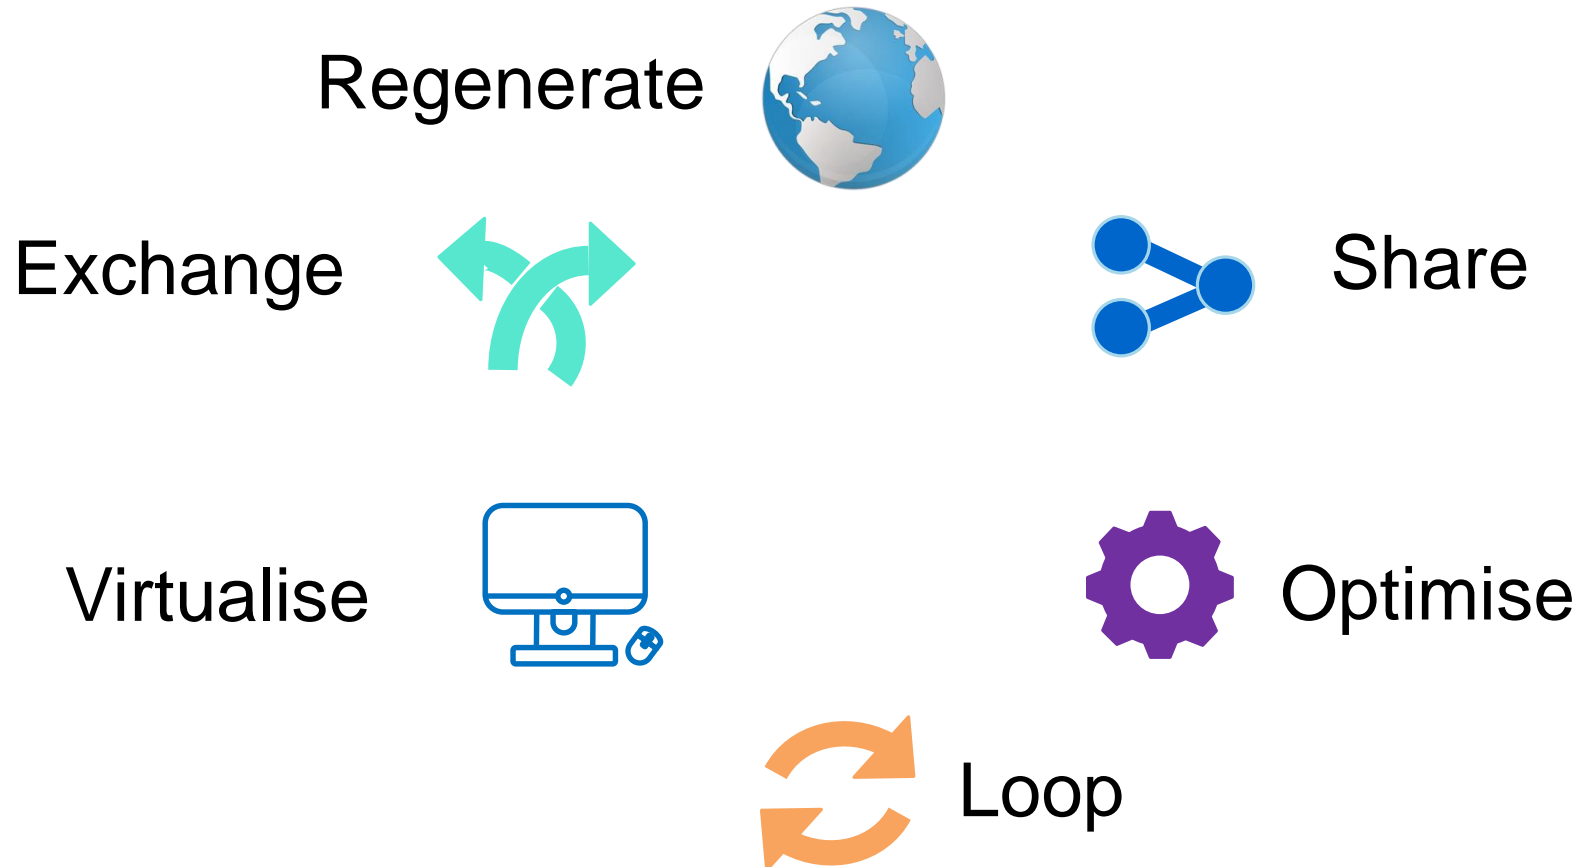 Regenerate
Exchange
Share
Virtualise
Optimise
Loop